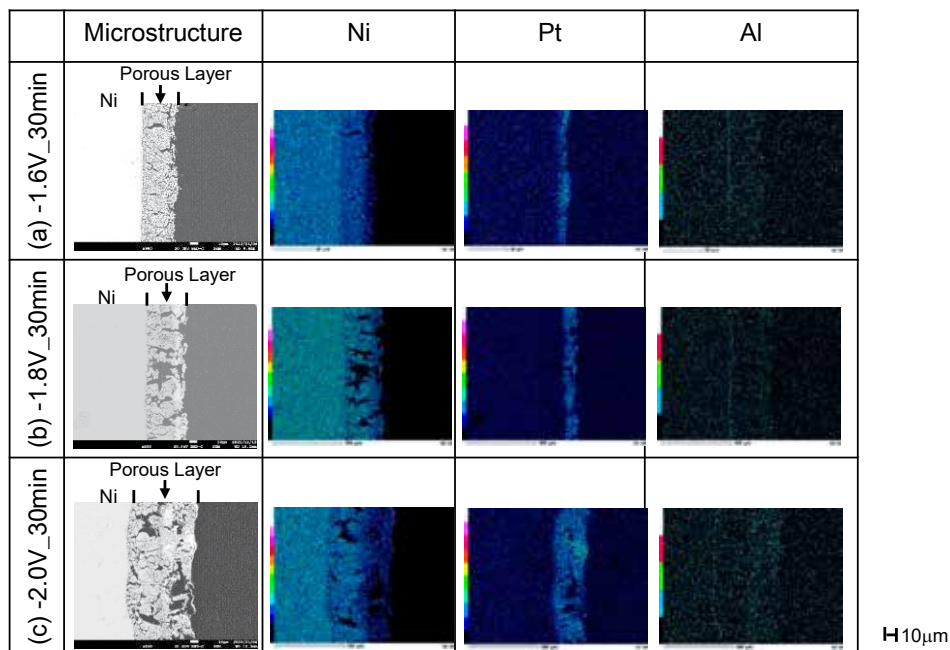 Microstructure Ni Pt Al
(a) -1.6V_30min
Porous Layer
Ni
(b) -1.8V_30min
Porous Layer
Ni
(c) -2.0V_30min
Porous Layer
Ni
10μm